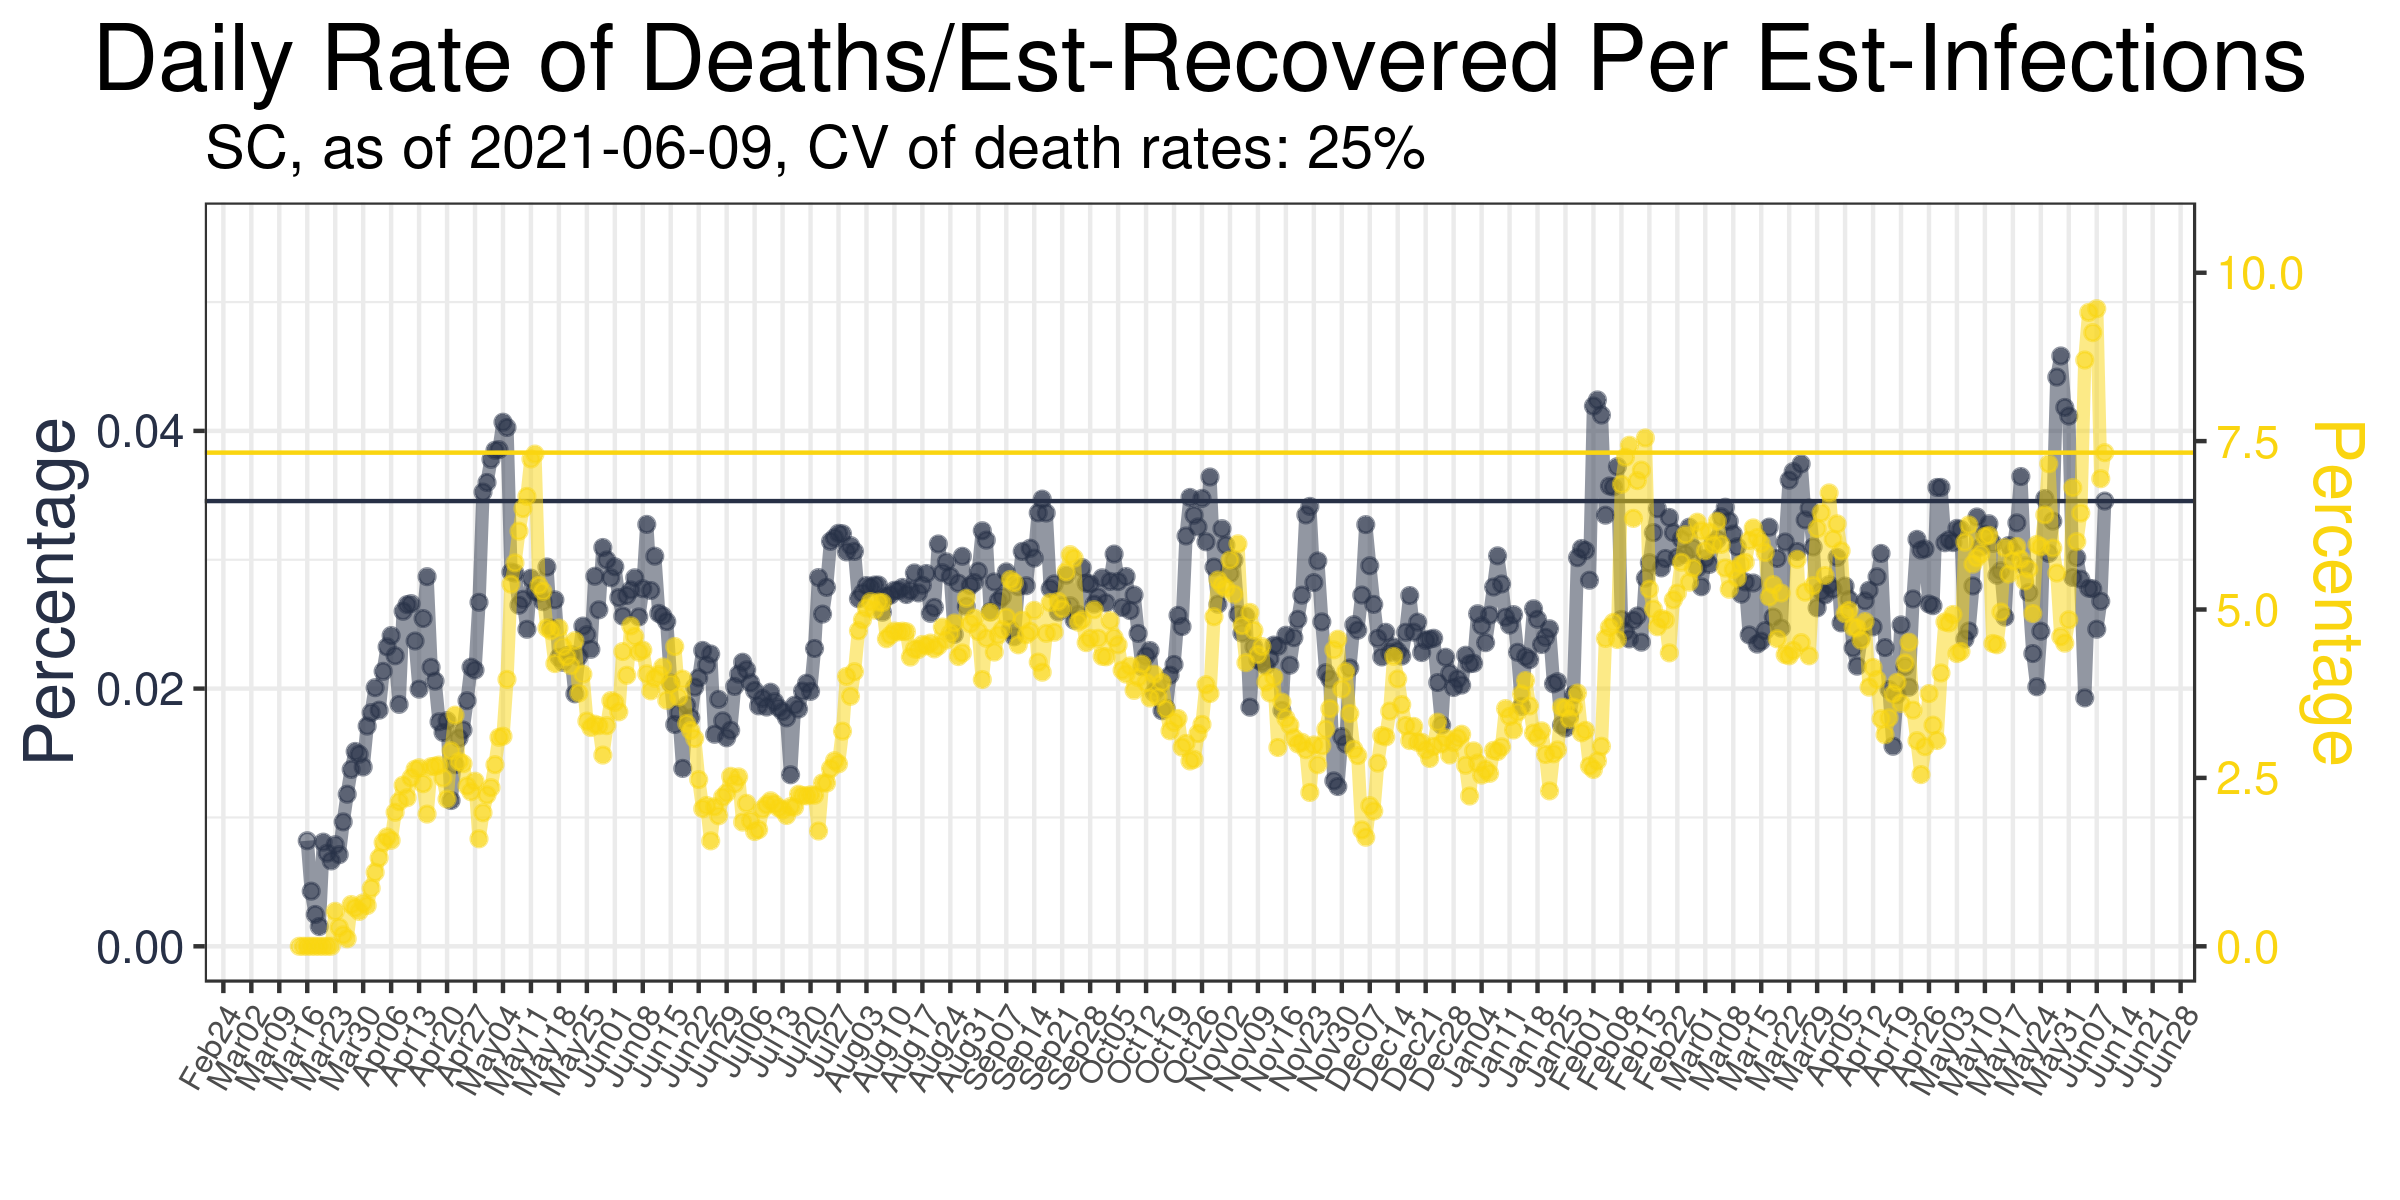 Daily Rate of Deaths/Est-Recovered Per Est-Infections
SC, as of 2021-06-09, CV of death rates: 25%
Percentage
0.04
0.02
0.00
10.0
7.5
5.0
2.5
0.0
Percentage
Feb24
Mar02
Mar09
Mar16
Mar23
Mar30
Apr06
Apr13
Apr20
Apr27
May04
May11
May18
May25
Jun01
Jun08
Jun15
Jun22
Jun29
Jul06
Jul13
Jul20
Jul27
Aug03
Aug10
Aug17
Aug24
Aug31
Sep07
Sep14
Sep21
Sep28
Oct05
Oct12
Oct19
Oct26
Nov02
Nov09
Nov16
Nov23
Nov30
Dec07
Dec14
Dec21
Dec28
Jan04
Jan11
Jan18
Jan25
Feb01
Feb08
Feb15
Feb22
Mar01
Mar08
Mar15
Mar22
Mar29
Apr05
Apr12
Apr19
Apr26
May03
May10
May17
May24
May31
Jun07
Jun14
Jun21
Jun28